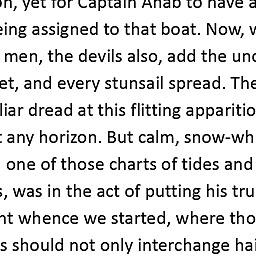 on, yet for Captain Ahab to have a
eing assigned to that boat. Now, w
men, the devils also, add the unc
et, and every stunsail spread. The
liar dread at this flitting apparitio
t any horizon. But calm, snow-wh
one of those charts of tides and
s, was in the act of putting his tru
nt whence we started, where tho
s should not only interchange hai